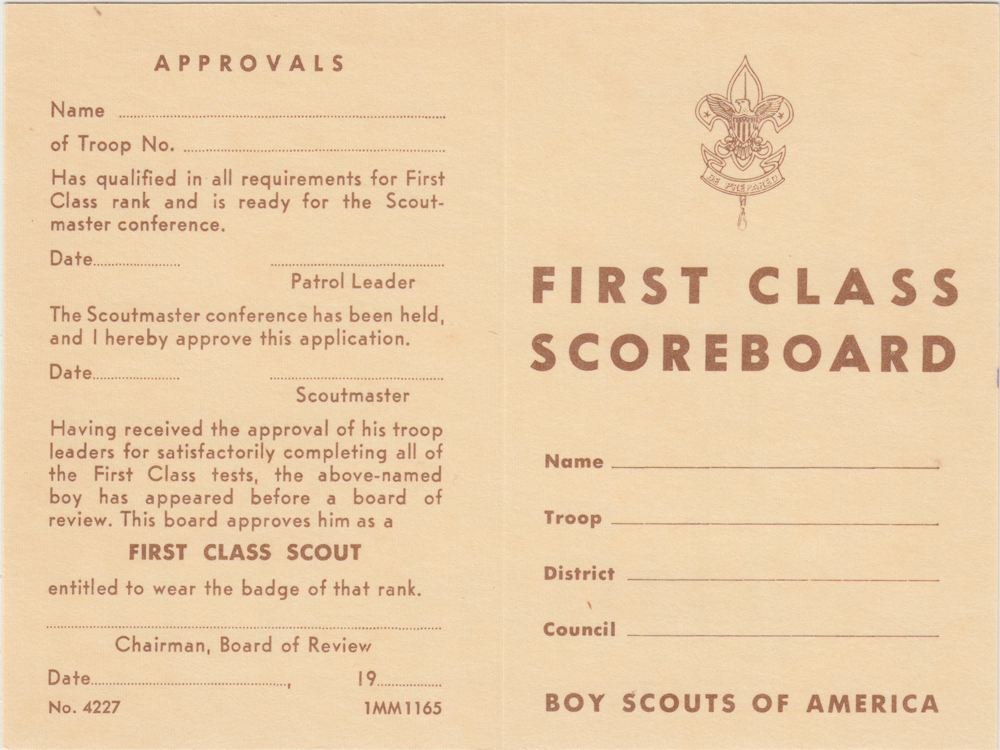 APPROVALS
Name
of Troop No.
Has qualified in all requirements for First
Class rank and is ready for the Scout-
master conference.
Date
Patrol Leader
The Scoutmaster conference has been held,
and I hereby approve this application.
Date
Scoutmaster
Having received the approval of his troop
leaders for satisfactorily completing all of
the First Class tests, the above-named
boy has appeared before a board of
review. This board approves him as a
FIRST CLASS SCOUT
entitled to wear the badge of that rank.
Chairman, Board of Review
Date, 19
No. 4227 1MM1165
BE PREPARED
FIRST CLASS
SCOREBOARD
Name
Troop
District
Council
BOY SCOUTS OF AMERICA